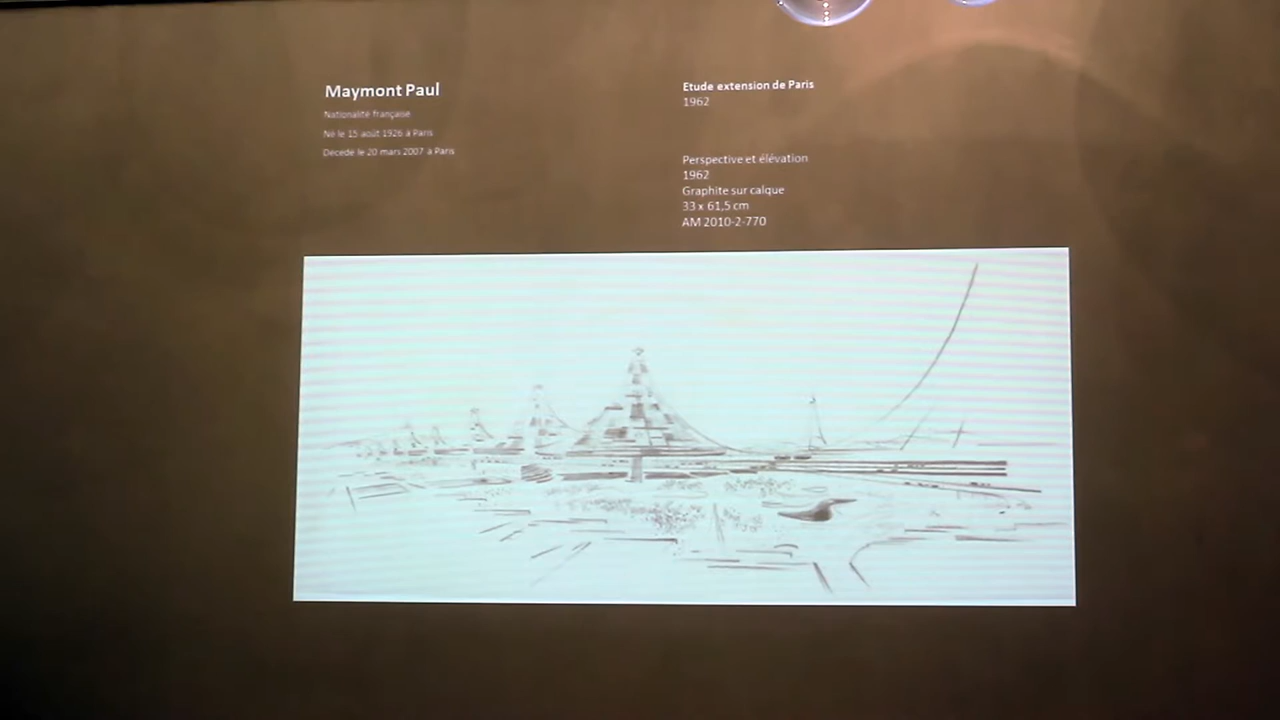 Maymont Paul
Nationalité française
Né le 15 août 1926 à Paris
Décédé le 20 mars 2007 à Paris
Etude extension de Paris
1962
Perspective et élévation
1962
Graphite sur calque
33 x 61,5 cm
AM 2010-2-770